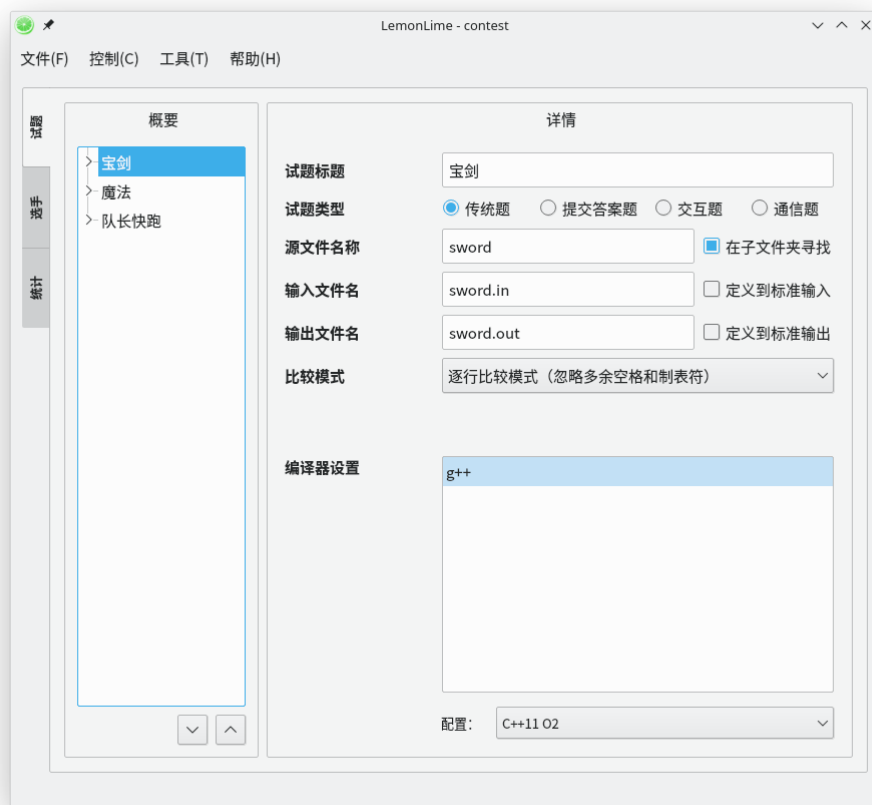 LemonLime - contest
文件(F) 控制(C) 工具(T) 帮助(H)
试题
选手
统计
概要
宝剑
魔法
队长快跑
详情
试题标题 宝剑
试题类型 传统题 提交答案题 交互题 通信题
源文件名称 sword 在子文件夹寻找
输入文件名 sword.in 定义到标准输入
输出文件名 sword.out 定义到标准输出
比较模式 逐行比较模式（忽略多余空格和制表符）
编译器设置 g++
配置： C++11 O2